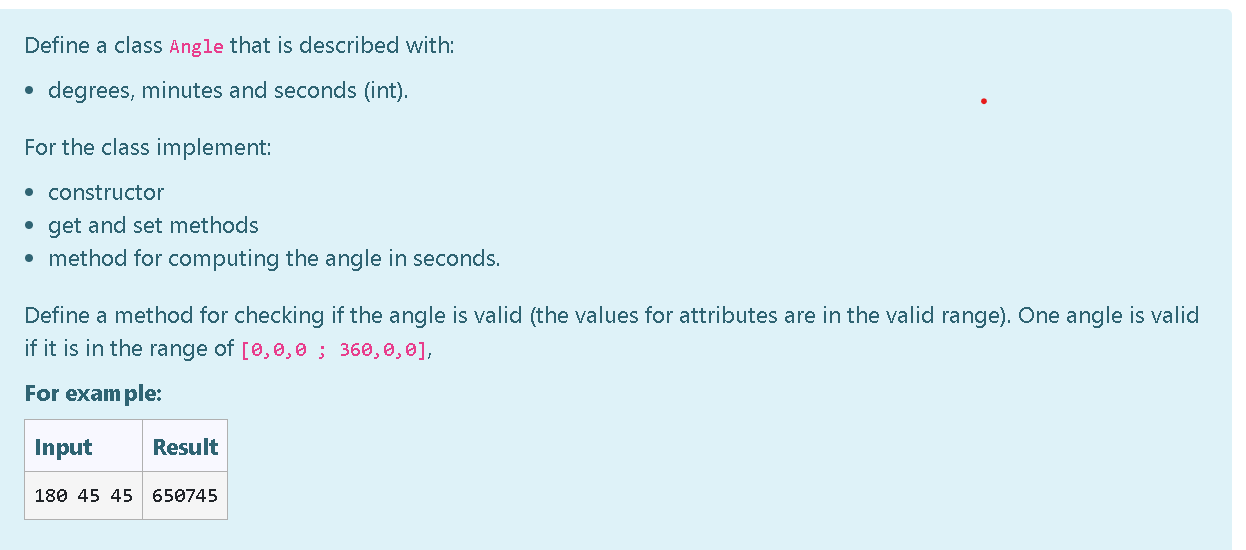 Define a class Angle that is described with:
• degrees, minutes and seconds (int).
For the class implement:
• constructor
• get and set methods
• method for computing the angle in seconds.
Define a method for checking if the angle is valid (the values for attributes are in the valid range). One angle is valid
if it is in the range of [0,0,0 ; 360,0,0],
For example:
Input Result
180 45 45 650745